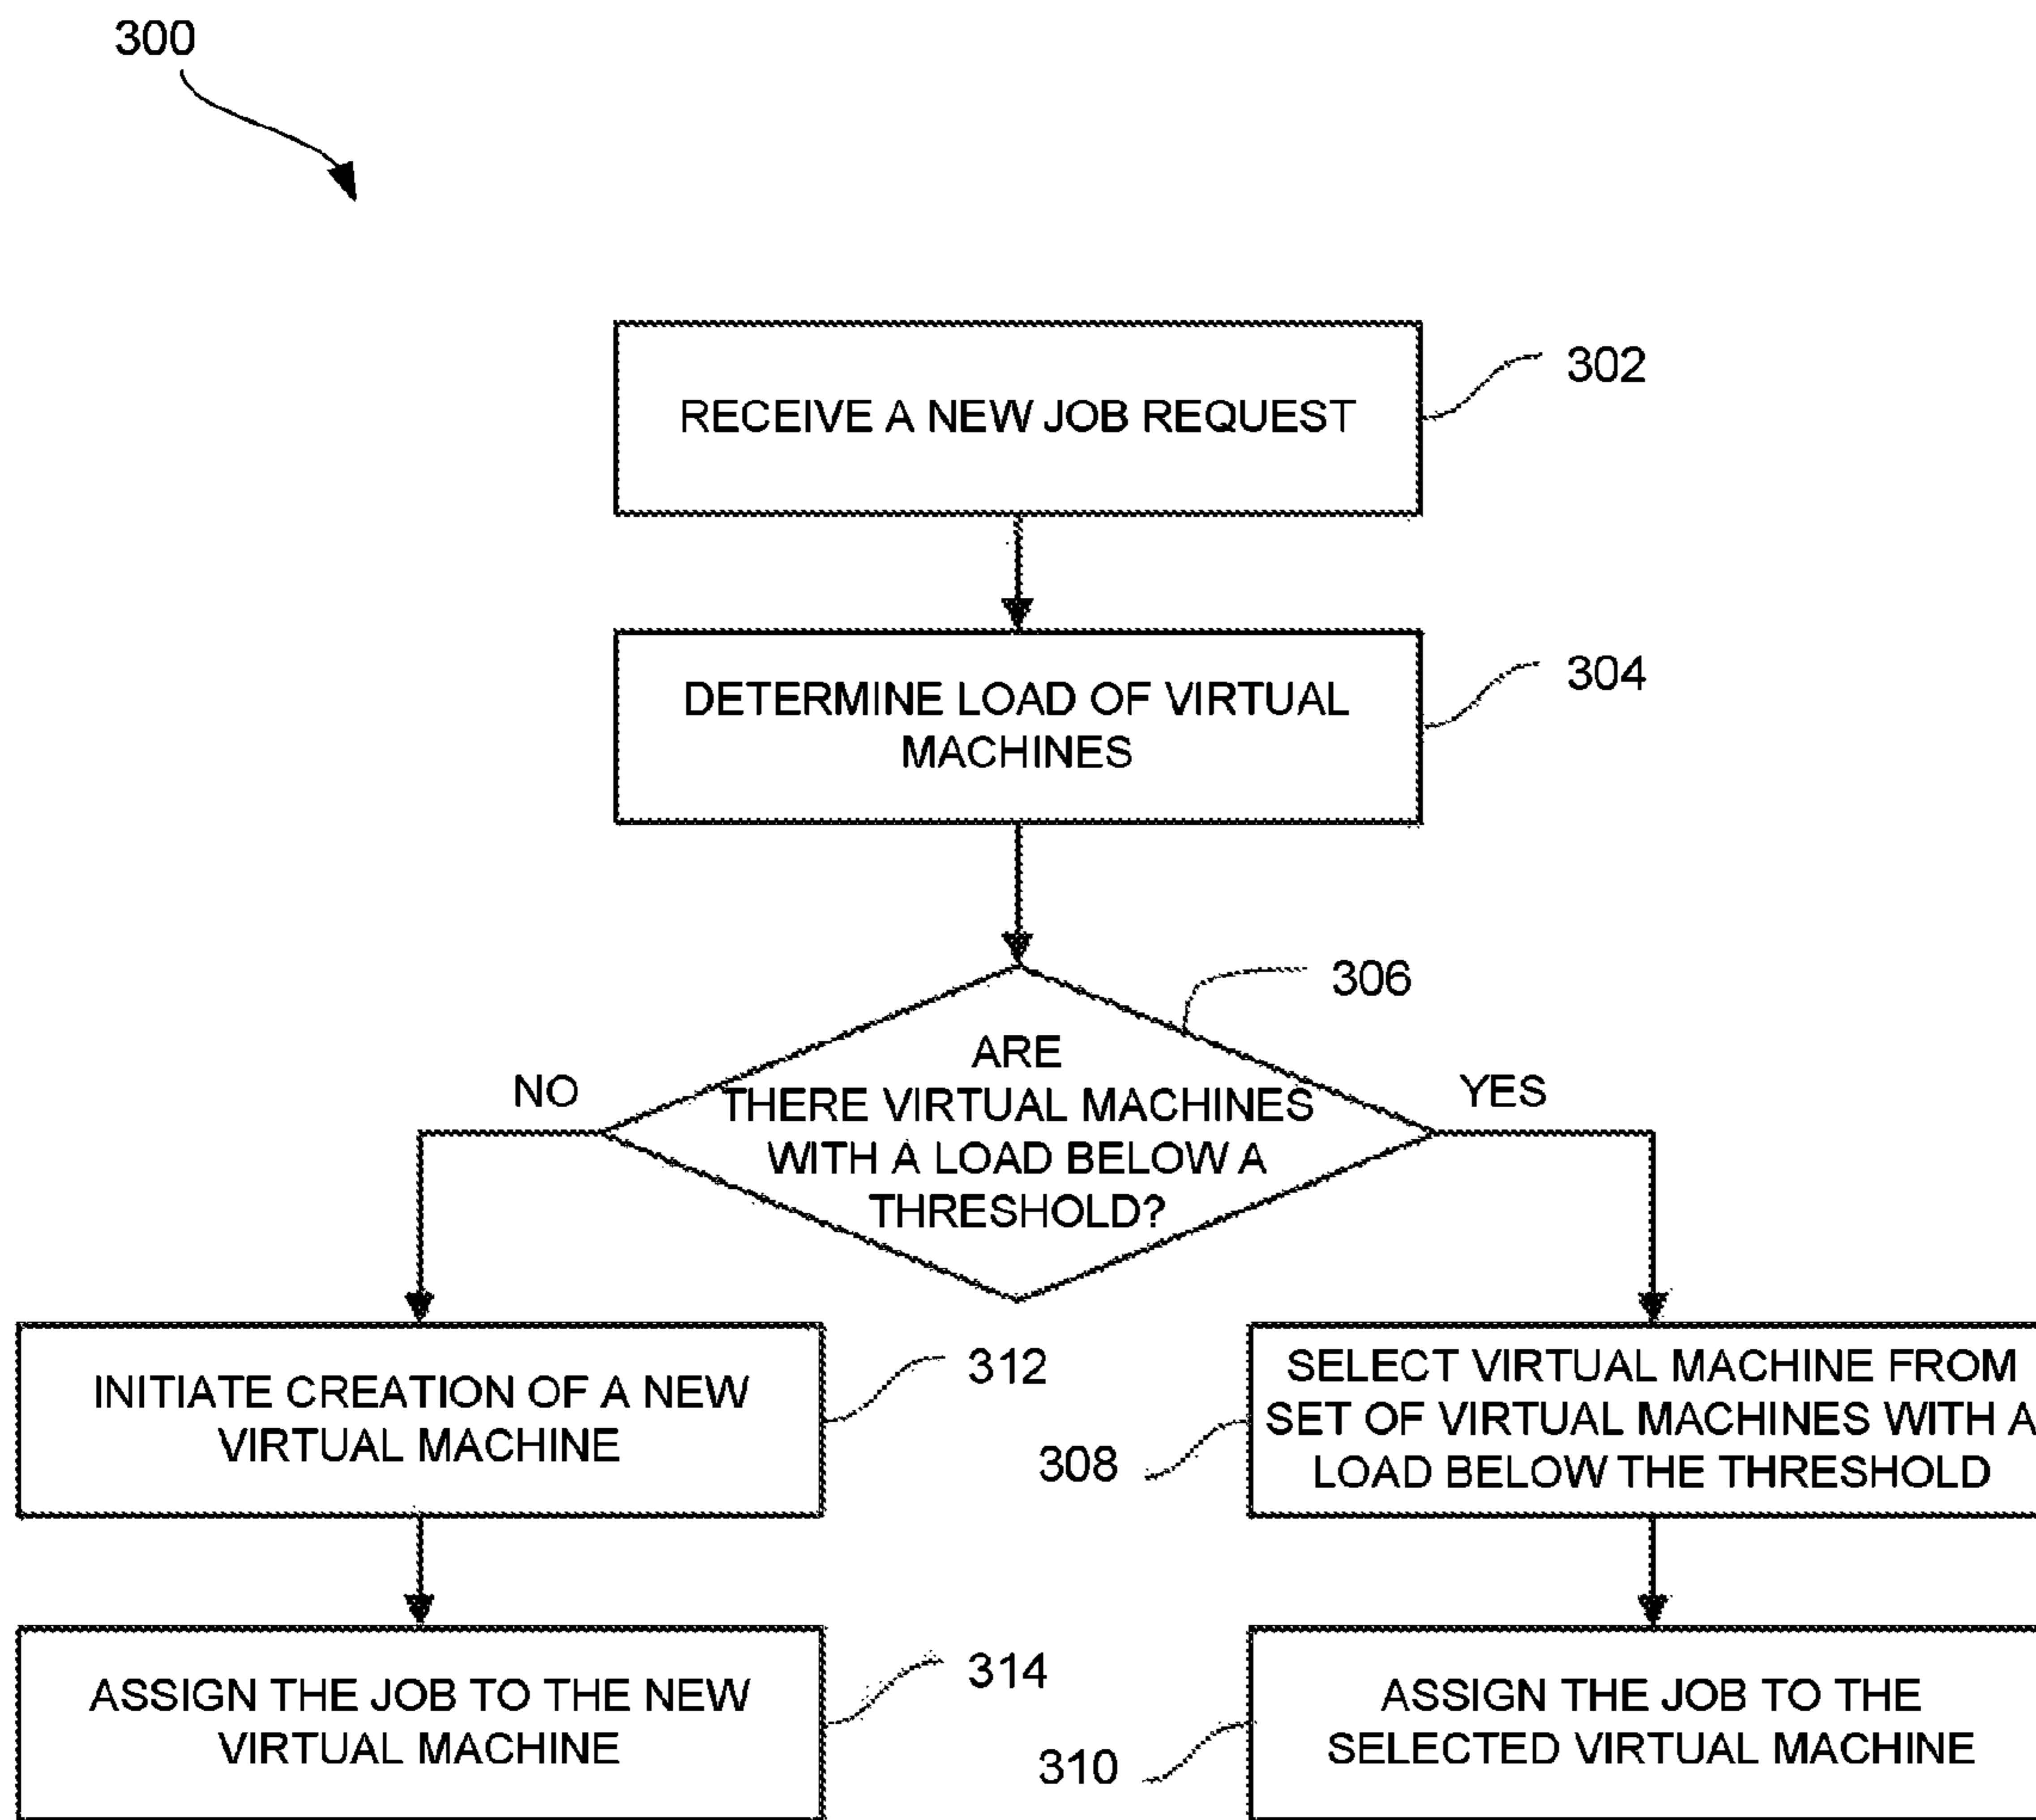 300
RECEIVE A NEW JOB REQUEST
302
DETERMINE LOAD OF VIRTUAL
MACHINES
304
306
ARE
THERE VIRTUAL MACHINES
WITH A LOAD BELOW A
THRESHOLD?
NO
YES
INITIATE CREATION OF A NEW
VIRTUAL MACHINE
312
SELECT VIRTUAL MACHINE FROM
SET OF VIRTUAL MACHINES WITH A
LOAD BELOW THE THRESHOLD
308
ASSIGN THE JOB TO THE NEW
VIRTUAL MACHINE
314
ASSIGN THE JOB TO THE
SELECTED VIRTUAL MACHINE
310